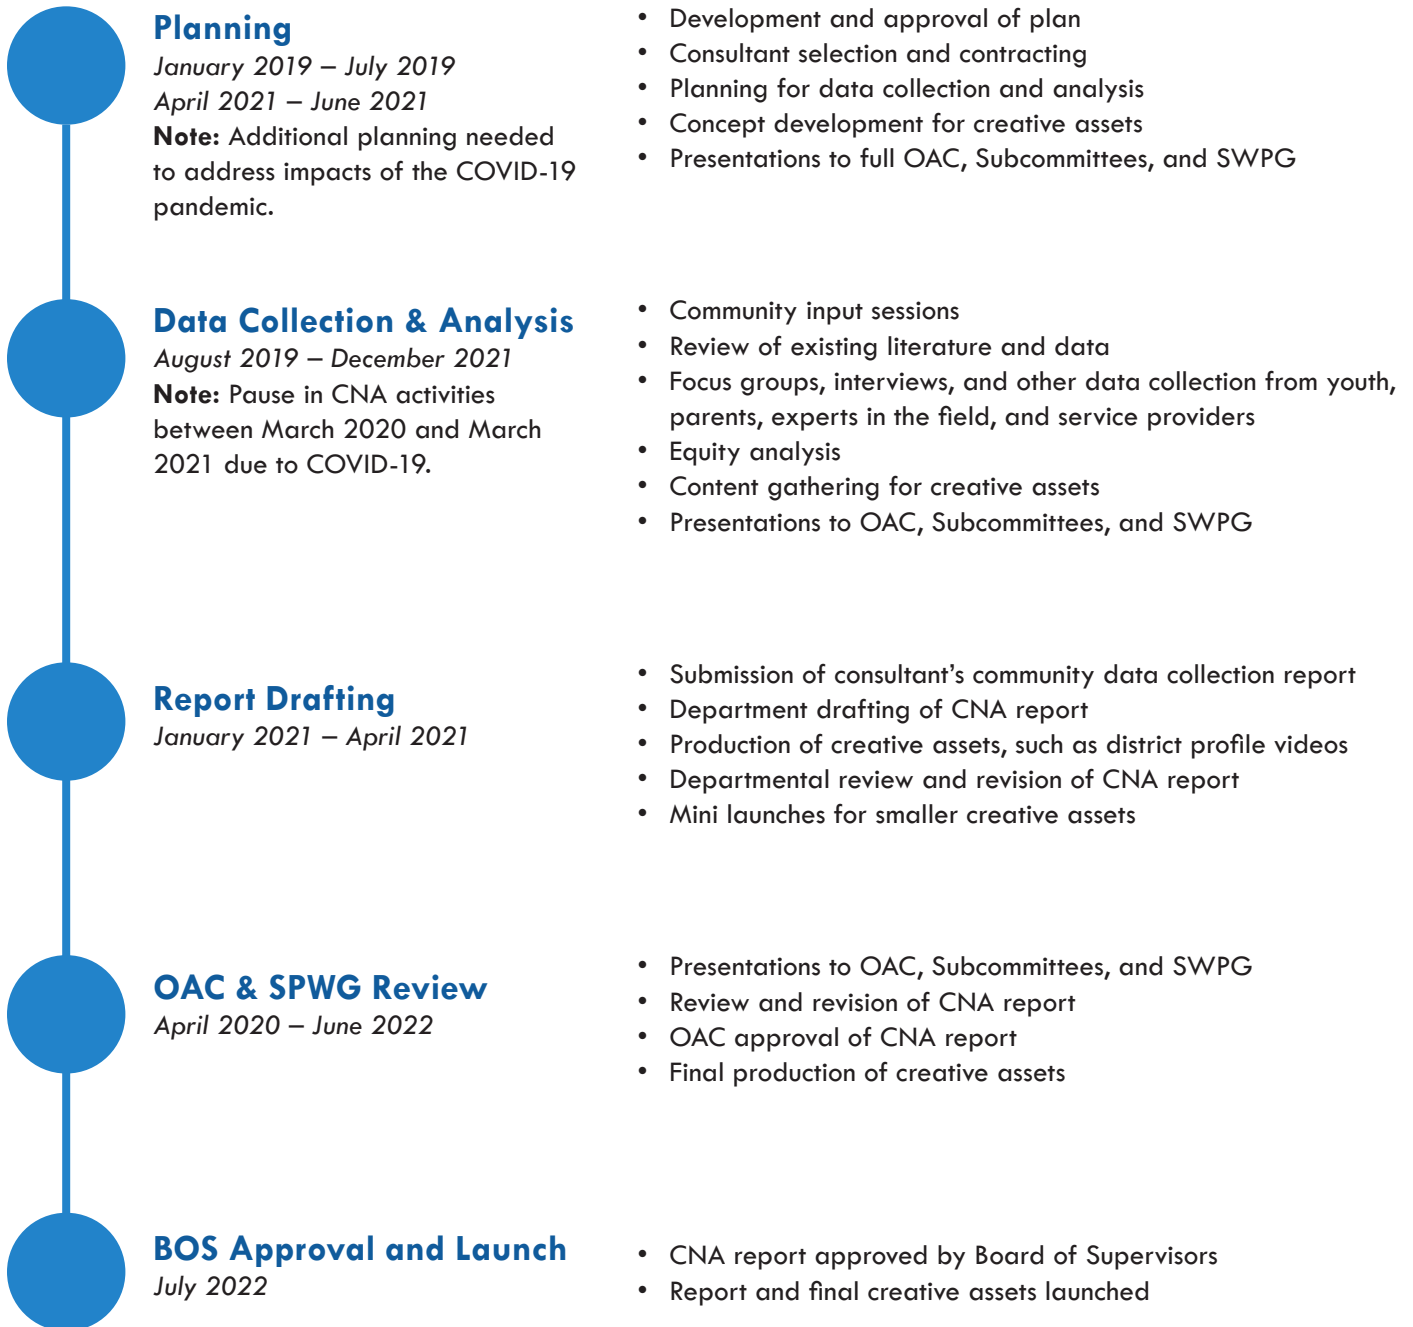 Planning
January 2019 – July 2019
April 2021 – June 2021
Note: Additional planning needed
to address impacts of the COVID-19
pandemic.
• Development and approval of plan
• Consultant selection and contracting
• Planning for data collection and analysis
• Concept development for creative assets
• Presentations to full OAC, Subcommittees, and SWPG
Data Collection & Analysis
August 2019 – December 2021
Note: Pause in CNA activities
between March 2020 and March
2021 due to COVID-19.
• Community input sessions
• Review of existing literature and data
• Focus groups, interviews, and other data collection from youth,
parents, experts in the field, and service providers
• Equity analysis
• Content gathering for creative assets
• Presentations to OAC, Subcommittees, and SWPG
Report Drafting
January 2021 – April 2021
• Submission of consultant’s community data collection report
• Department drafting of CNA report
• Production of creative assets, such as district profile videos
• Departmental review and revision of CNA report
• Mini launches for smaller creative assets
OAC & SPWG Review
April 2020 – June 2022
• Presentations to OAC, Subcommittees, and SWPG
• Review and revision of CNA report
• OAC approval of CNA report
• Final production of creative assets
BOS Approval and Launch
July 2022
• CNA report approved by Board of Supervisors
• Report and final creative assets launched